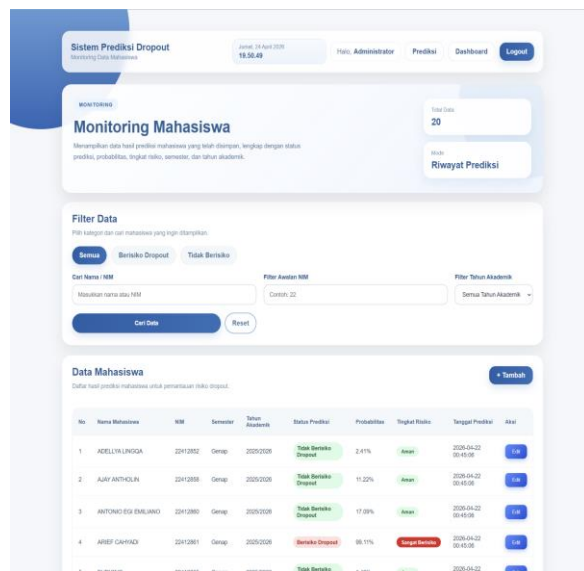 Sistem Prediksi Dropout
Monitoring Data Mahasiswa
Jumat, 24 April 2026
19.50.49
Halo, Administrator
Prediksi
Dashboard
Logout
MONITORING
Monitoring Mahasiswa
Menampilkan data hasil prediksi mahasiswa yang telah disimpan, lengkap dengan status
prediksi, probabilitas, tingkat risiko, semester, dan tahun akademik.
Total Data
20
Mode
Riwayat Prediksi
Filter Data
Pilih kategori dan cari mahasiswa yang ingin ditampilkan.
Semua
Berisiko Dropout
Tidak Berisiko
Cari Nama / NIM
Filter Awalan NIM
Filter Tahun Akademik
Masukkan nama atau NIM
Contoh: 22
Semua Tahun Akademik
Cari Data
Reset
Data Mahasiswa
Daftar hasil prediksi mahasiswa untuk pemantauan risiko dropout.
+ Tambah
No Nama Mahasiswa NIM Semester Tahun Akademik Status Prediksi Probabilitas Tingkat Risiko Tanggal Prediksi Aksi
1 ADELLYA LINGGA 22412852 Genap 2025/2026 Tidak Berisiko Dropout 2.41% Aman 2026-04-22 00:45:06 Edit
2 AJAY ANTHOLIN 22412858 Genap 2025/2026 Tidak Berisiko Dropout 11.22% Aman 2026-04-22 00:45:06 Edit
3 ANTONIO EGI EMILIANO 22412860 Genap 2025/2026 Tidak Berisiko Dropout 17.09% Aman 2026-04-22 00:45:06 Edit
4 ARIEF CAHYADI 22412861 Genap 2025/2026 Berisiko Dropout 98.11% Sangat Berisiko 2026-04-22 00:45:06 Edit
Tidak Berisiko
2026-04-22